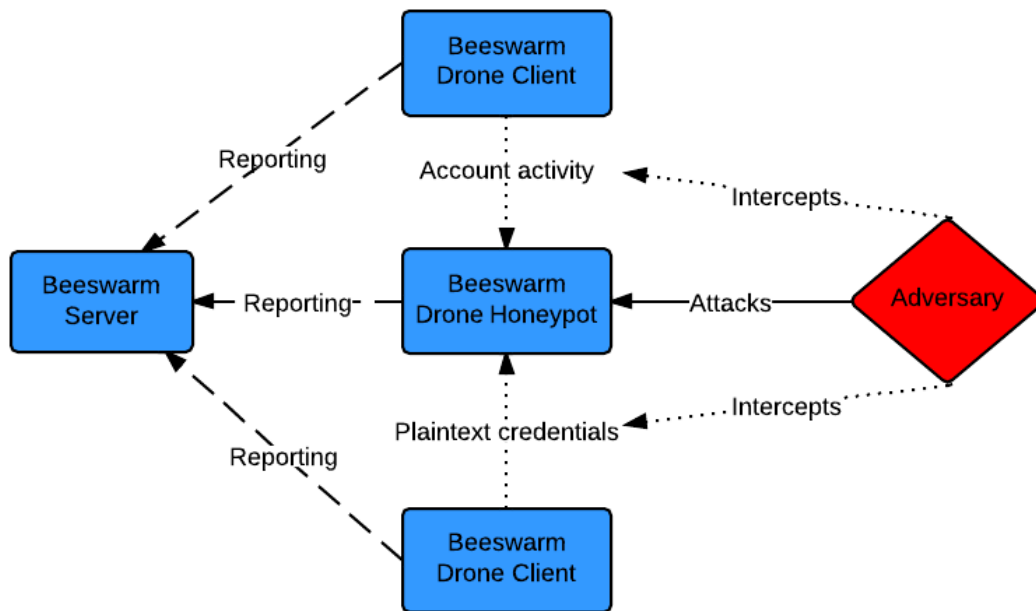 Beeswarm
Drone Client
Reporting
Account activity
Intercepts
Beeswarm
Server
Reporting
Beeswarm
Drone Honeypot
Attacks
Adversary
Plaintext credentials
Intercepts
Reporting
Beeswarm
Drone Client